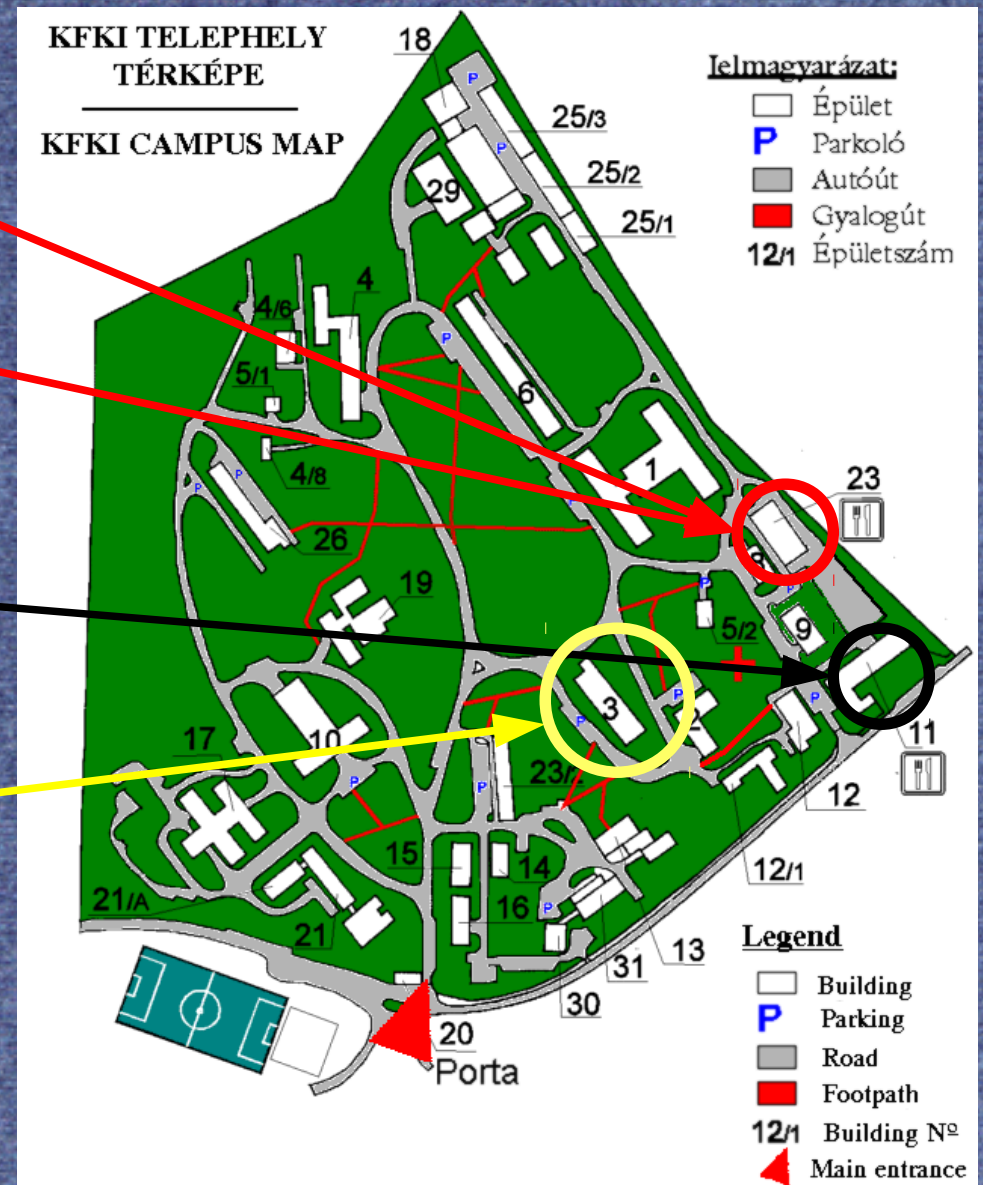 KFKI TELEPHELY
TÉRKÉPE
KFKI CAMPUS MAP
Jelmagyarázat:
Épület
P Parkoló
Autóút
Gyalogút
12/1 Épületszám
18
P
25/3
P
25/2
29
25/1
4
4/6
P
5/1
6
4/8
1
23
P
P
P
26
8
19
P
P
5/2
9
3
P
P
P
2
11
10
17
23/
P
P
12
15
14
12/1
21/A
16
P
21
31
13
30
20
Porta
Legend
Building
P Parking
Road
Footpath
12/1 Building Nº
Main entrance